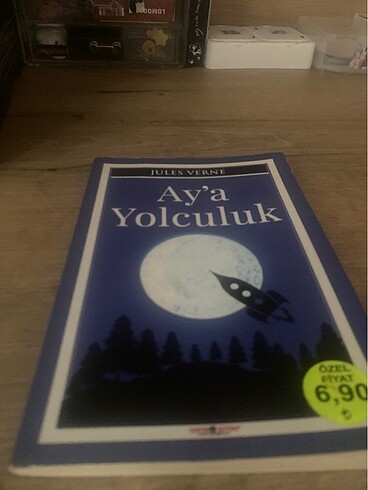 JULES VERNE
Ay'a
Yolculuk
ÖZEL
FİYAT
6,90
₺